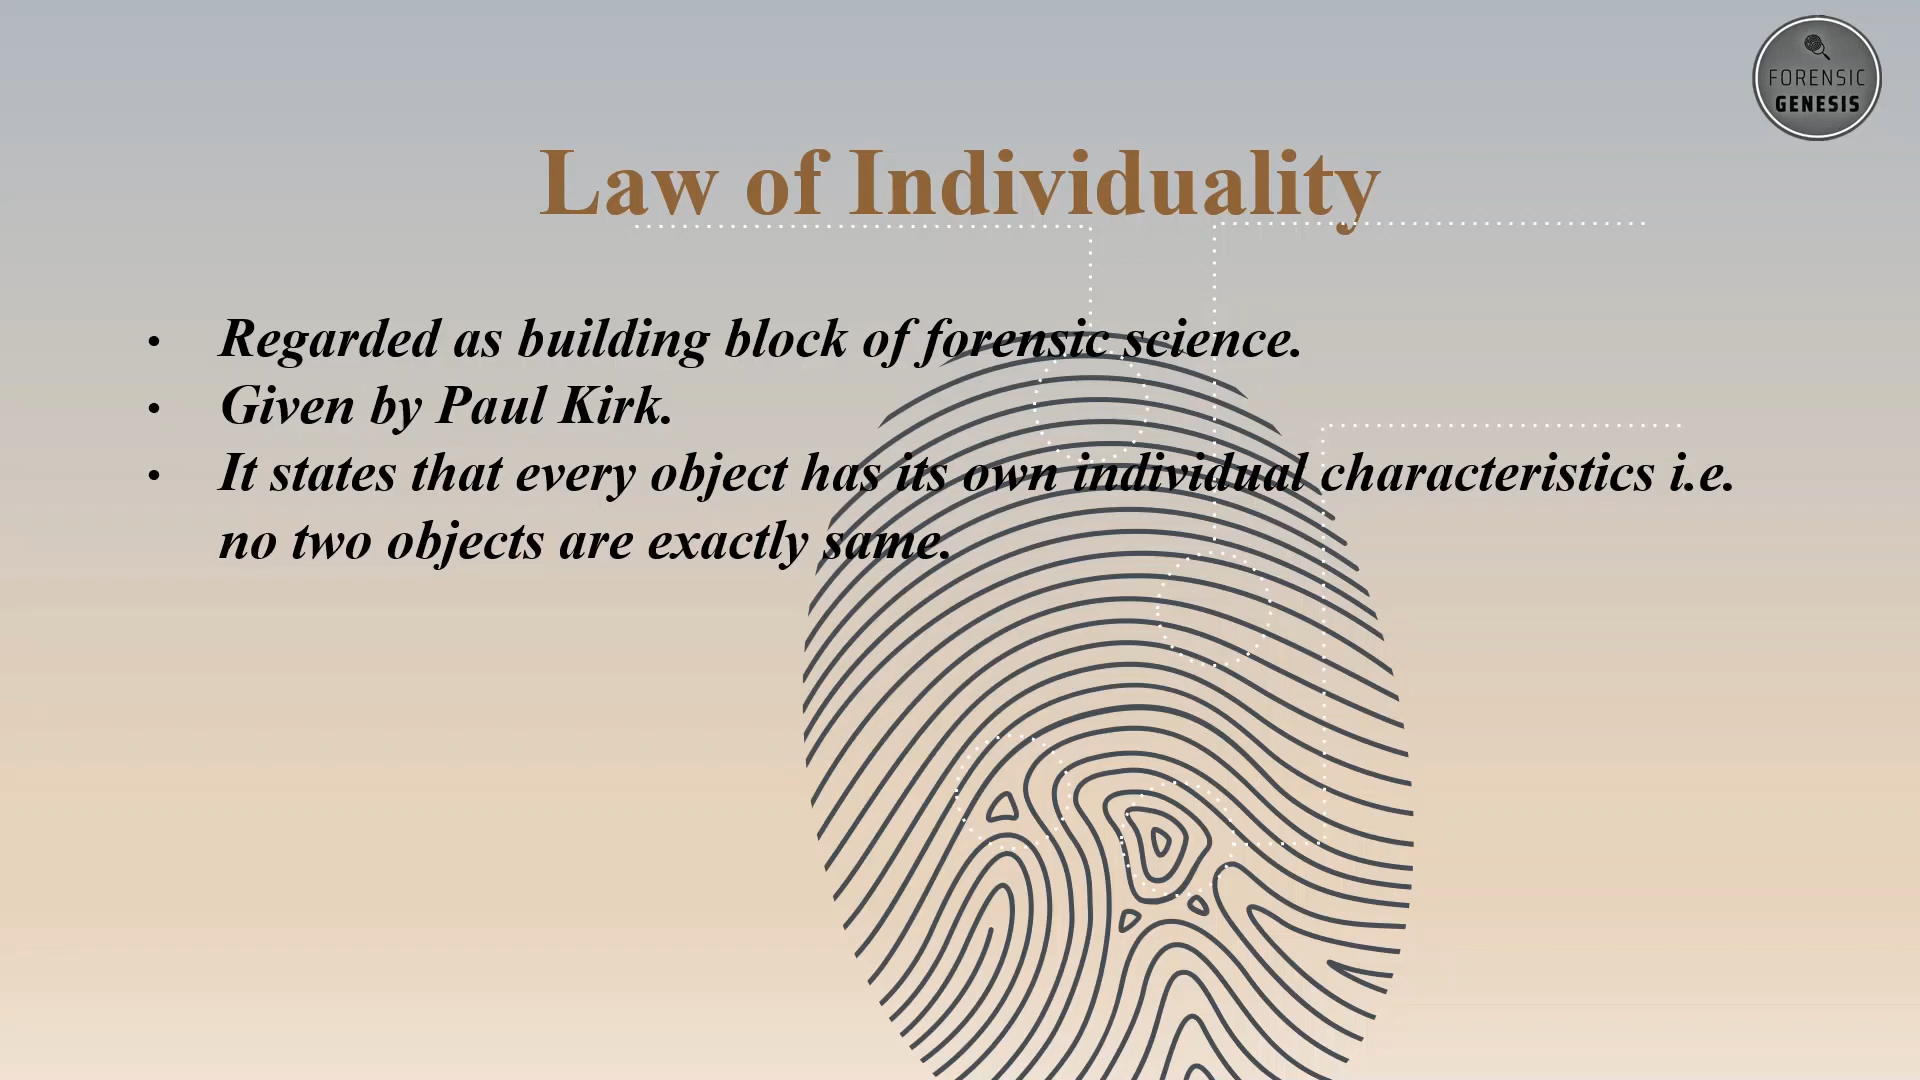 FORENSIC
GENESIS
Law of Individuality
• Regarded as building block of forensic science.
• Given by Paul Kirk.
• It states that every object has its own individual characteristics i.e.
no two objects are exactly same.